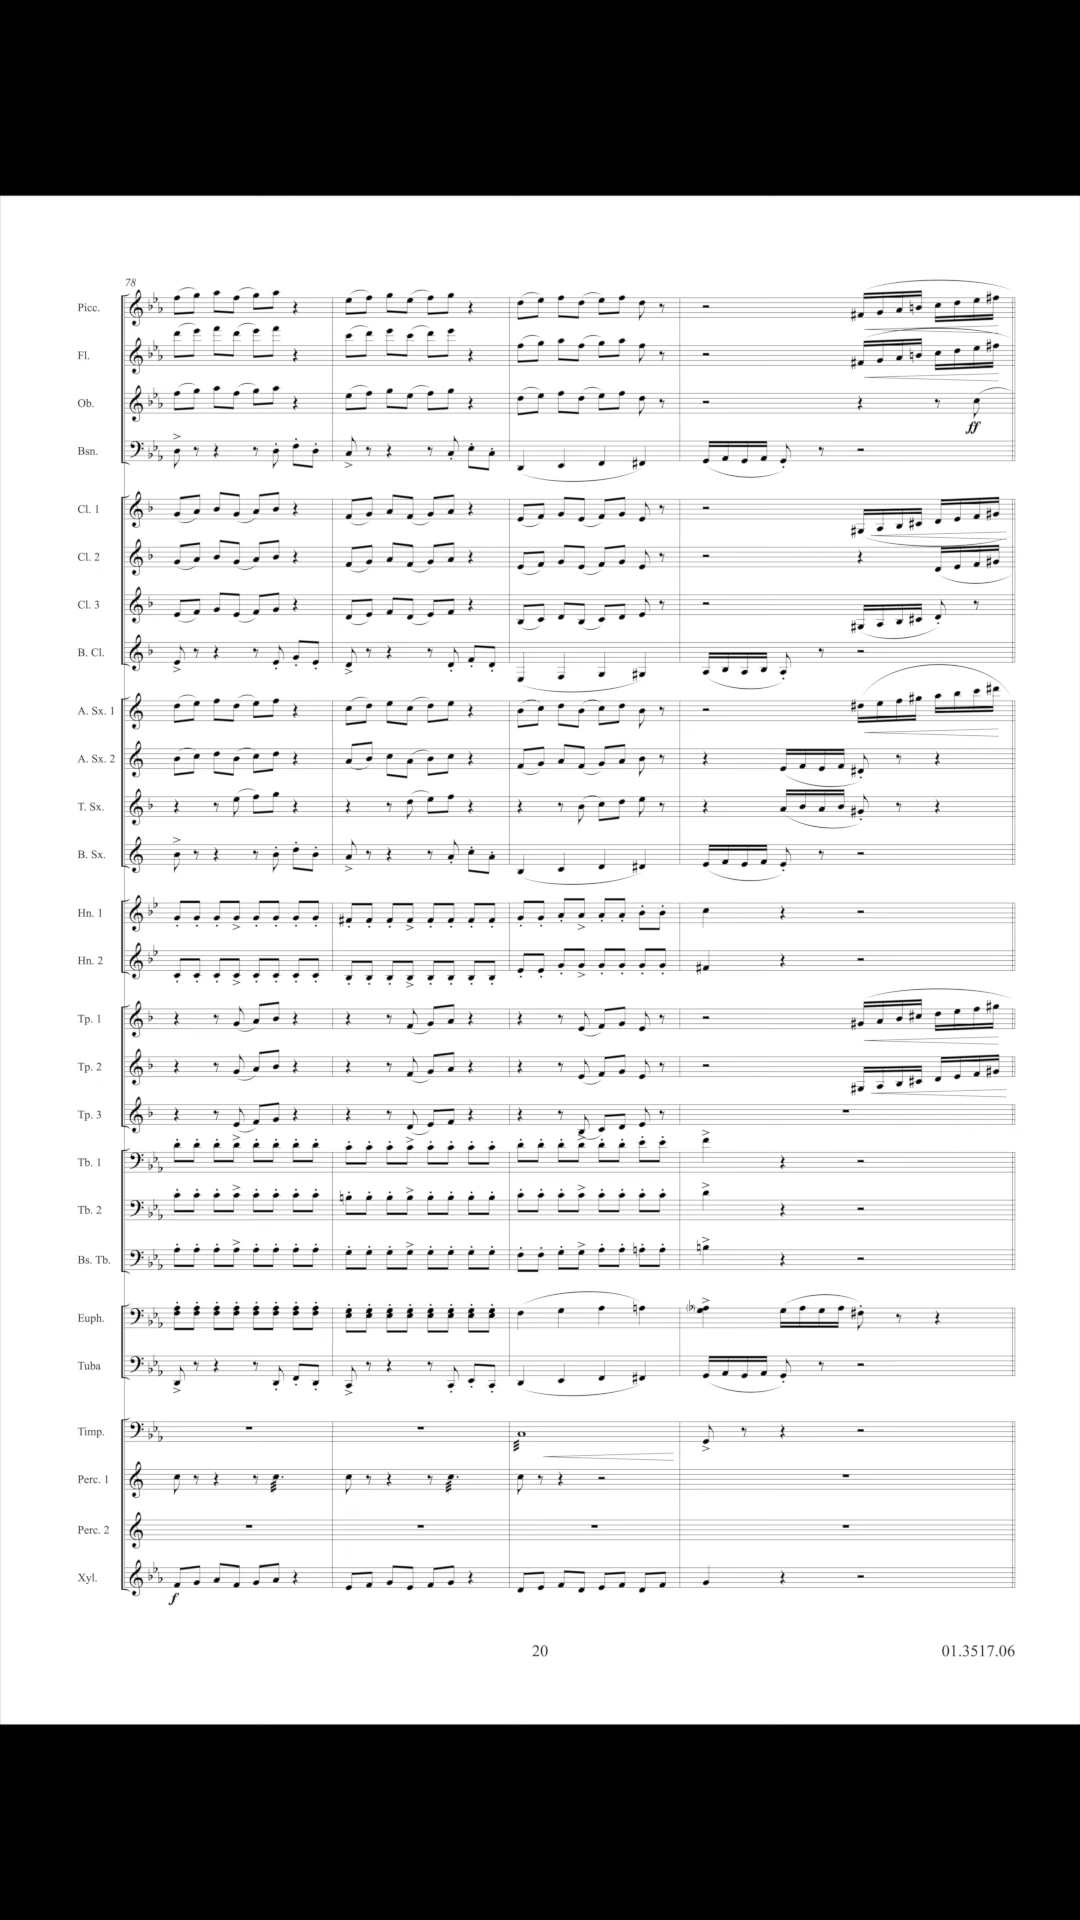 78
Picc.
Fl.
Ob.
ff
Bsn.
Cl. 1
Cl. 2
Cl. 3
B. Cl.
A. Sx. 1
A. Sx. 2
T. Sx.
B. Sx.
Hn. 1
Hn. 2
Tp. 1
Tp. 2
Tp. 3
Tb. 1
Tb. 2
Bs. Tb.
Euph.
Tuba
Timp.
Perc. 1
Perc. 2
Xyl.
f
20
01.3517.06